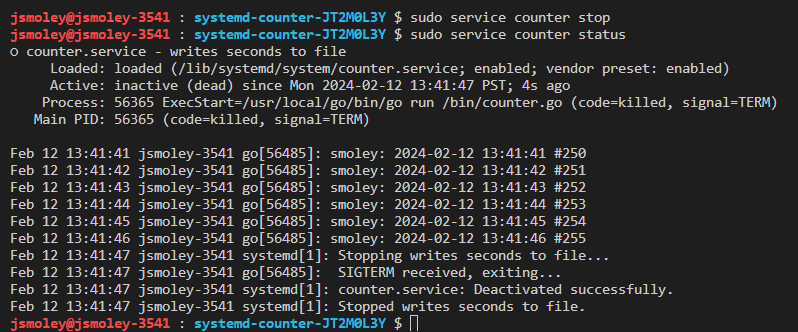 jsmoley@jsmoley-3541 : systemd-counter-JT2M0L3Y $ sudo service counter stop
jsmoley@jsmoley-3541 : systemd-counter-JT2M0L3Y $ sudo service counter status
○ counter.service - writes seconds to file
     Loaded: loaded (/lib/systemd/system/counter.service; enabled; vendor preset: enabled)
     Active: inactive (dead) since Mon 2024-02-12 13:41:47 PST; 4s ago
    Process: 56365 ExecStart=/usr/local/go/bin/go run /bin/counter.go (code=killed, signal=TERM)
   Main PID: 56365 (code=killed, signal=TERM)

Feb 12 13:41:41 jsmoley-3541 go[56485]: smoley: 2024-02-12 13:41:41 #250
Feb 12 13:41:42 jsmoley-3541 go[56485]: smoley: 2024-02-12 13:41:42 #251
Feb 12 13:41:43 jsmoley-3541 go[56485]: smoley: 2024-02-12 13:41:43 #252
Feb 12 13:41:44 jsmoley-3541 go[56485]: smoley: 2024-02-12 13:41:44 #253
Feb 12 13:41:45 jsmoley-3541 go[56485]: smoley: 2024-02-12 13:41:45 #254
Feb 12 13:41:46 jsmoley-3541 go[56485]: smoley: 2024-02-12 13:41:46 #255
Feb 12 13:41:47 jsmoley-3541 systemd[1]: Stopping writes seconds to file...
Feb 12 13:41:47 jsmoley-3541 go[56485]:  SIGTERM received, exiting...
Feb 12 13:41:47 jsmoley-3541 systemd[1]: counter.service: Deactivated successfully.
Feb 12 13:41:47 jsmoley-3541 systemd[1]: Stopped writes seconds to file.
jsmoley@jsmoley-3541 : systemd-counter-JT2M0L3Y $